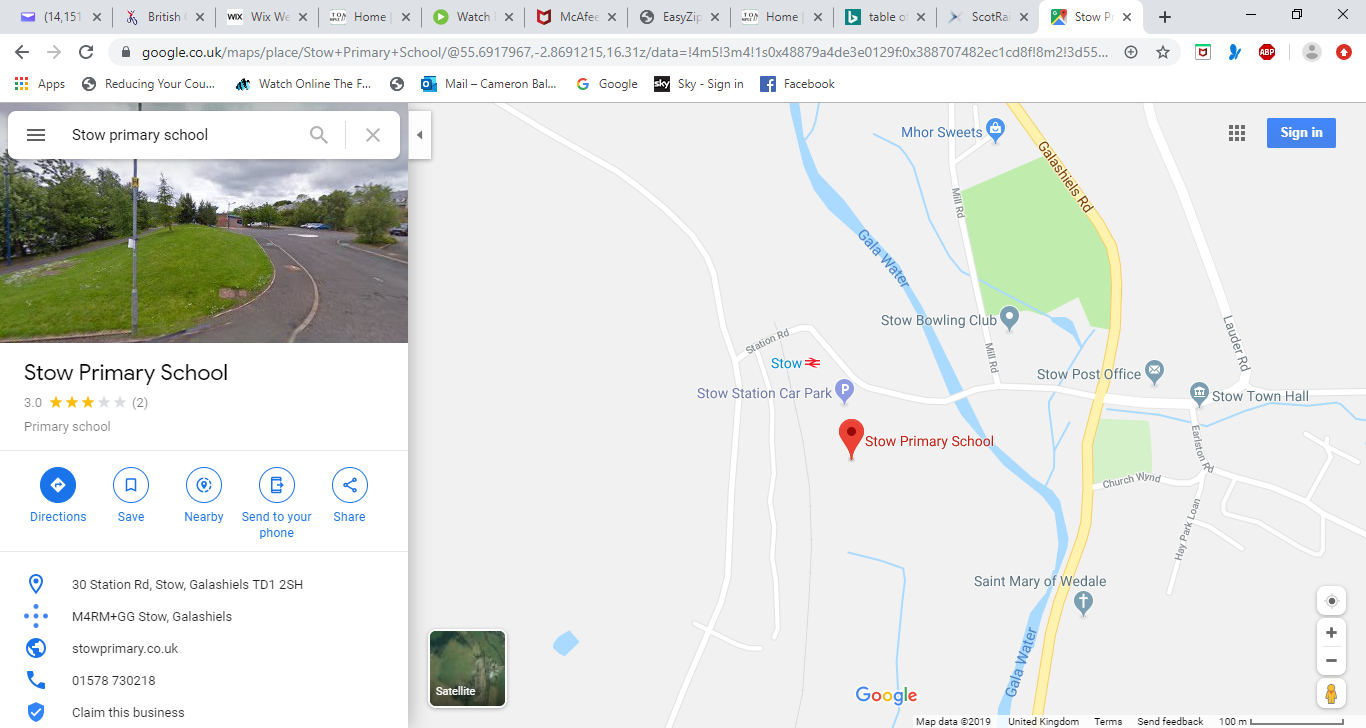 (14,151
British
WIX Wix We
Home |
Watch
McAfee
EasyZip
Home |
table of
ScotRai
Stow Pr
google.co.uk/maps/place/Stow+Primary+School/@55.6917967,-2.8691215,16.31z/data=!4m5!3m4!1s0x48879a4de3e0129f:0x388707482ec1cd8f!8m2!3d55...
ABP
Apps
Reducing Your Cou...
Watch Online The F...
Mail – Cameron Bal...
Google
sky Sky - Sign in
Facebook
Stow primary school
Stow Primary School
3.0 (2)
Primary school
Directions
Save
Nearby
Send to your
phone
Share
30 Station Rd, Stow, Galashiels TD1 2SH
M4RM+GG Stow, Galashiels
stowprimary.co.uk
01578 730218
Claim this business
Sign in
Mhor Sweets
Galashiels Rd
Mill Rd
Gala Water
Stow Bowling Club
Lauder Rd
Station Rd
Mill Rd
Stow
Stow Post Office
Stow Station Car Park
P
Stow Town Hall
Stow Primary School
Earlston Rd
Church Wynd
Hay Park Loan
Saint Mary of Wedale
Gala Water
Satellite
Google
Map data ©2019
United Kingdom
Terms
Send feedback
100 m